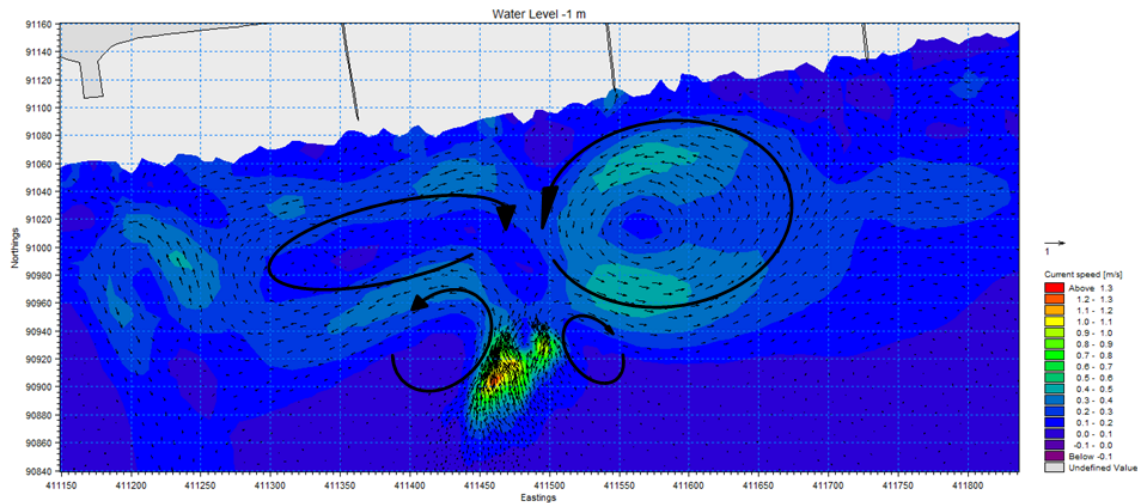 Water Level -1 m
91160
91140
91120
91100
91080
91060
91040
91020
91000
90980
90960
90940
90920
90900
90880
90860
90840
Northings
411150 411200 411250 411300 411350 411400 411450 411500 411550 411600 411650 411700 411750 411800
Eastings
1
Current speed [m/s]
Above 1.3
1.2 - 1.3
1.1 - 1.2
1.0 - 1.1
0.9 - 1.0
0.8 - 0.9
0.7 - 0.8
0.6 - 0.7
0.5 - 0.6
0.4 - 0.5
0.3 - 0.4
0.2 - 0.3
0.1 - 0.2
0.0 - 0.1
-0.1 - 0.0
Below -0.1
Undefined Value